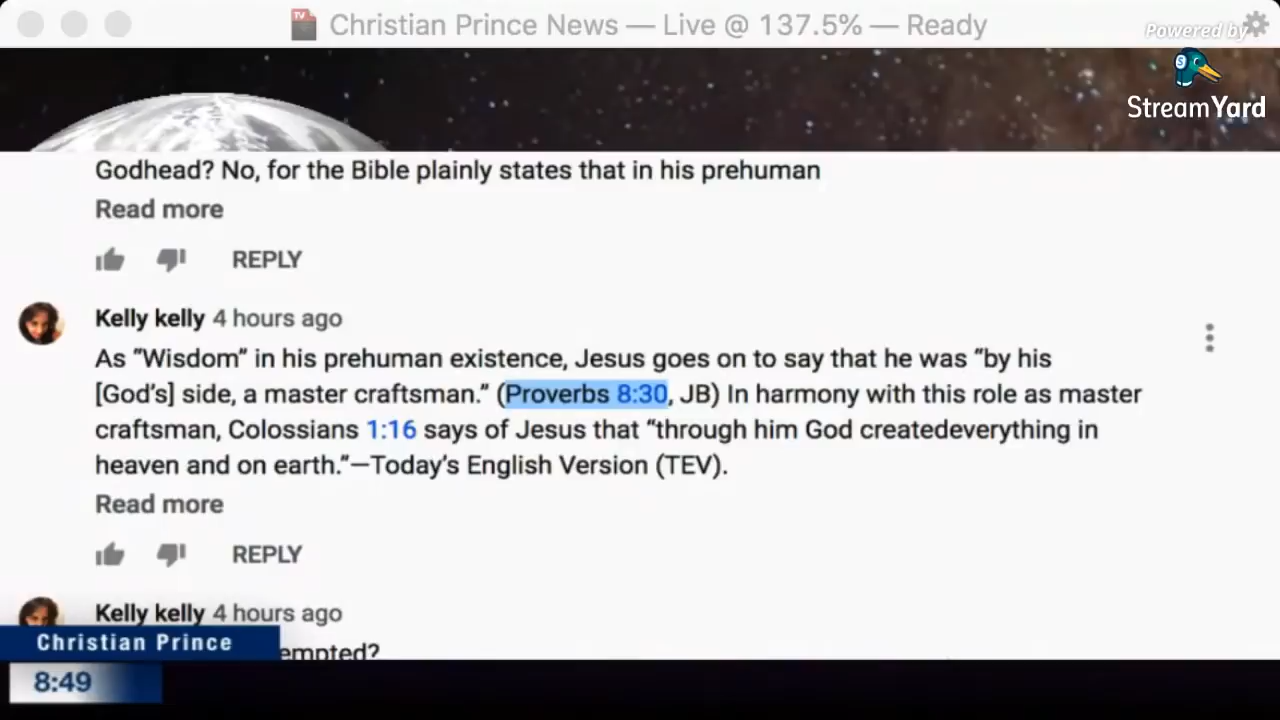 Christian Prince News — Live @ 137.5% — Ready
Powered by
StreamYard
Godhead? No, for the Bible plainly states that in his prehuman
Read more
REPLY
Kelly kelly 4 hours ago
As “Wisdom” in his prehuman existence, Jesus goes on to say that he was “by his
[God’s] side, a master craftsman.” (Proverbs 8:30, JB) In harmony with this role as master
craftsman, Colossians 1:16 says of Jesus that “through him God createdeverything in
heaven and on earth.”—Today’s English Version (TEV).
Read more
REPLY
Kelly kelly 4 hours ago
empted?
Christian Prince
8:49